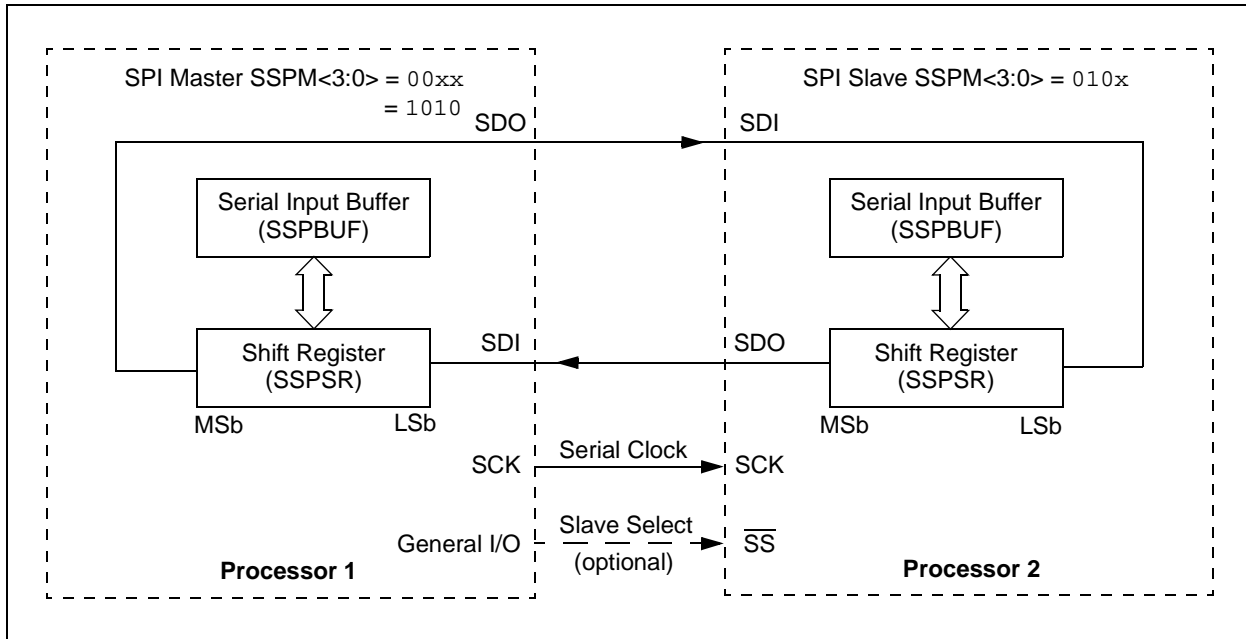 SPI Master SSPM<3:0> = 00xx
= 1010
SPI Slave SSPM<3:0> = 010x
SDO
SDI
Serial Input Buffer
(SSPBUF)
Serial Input Buffer
(SSPBUF)
SDI
SDO
Shift Register
(SSPSR)
Shift Register
(SSPSR)
MSb
LSb
MSb
LSb
SCK
Serial Clock
SCK
General I/O
Slave Select
(optional)
SS
Processor 1
Processor 2